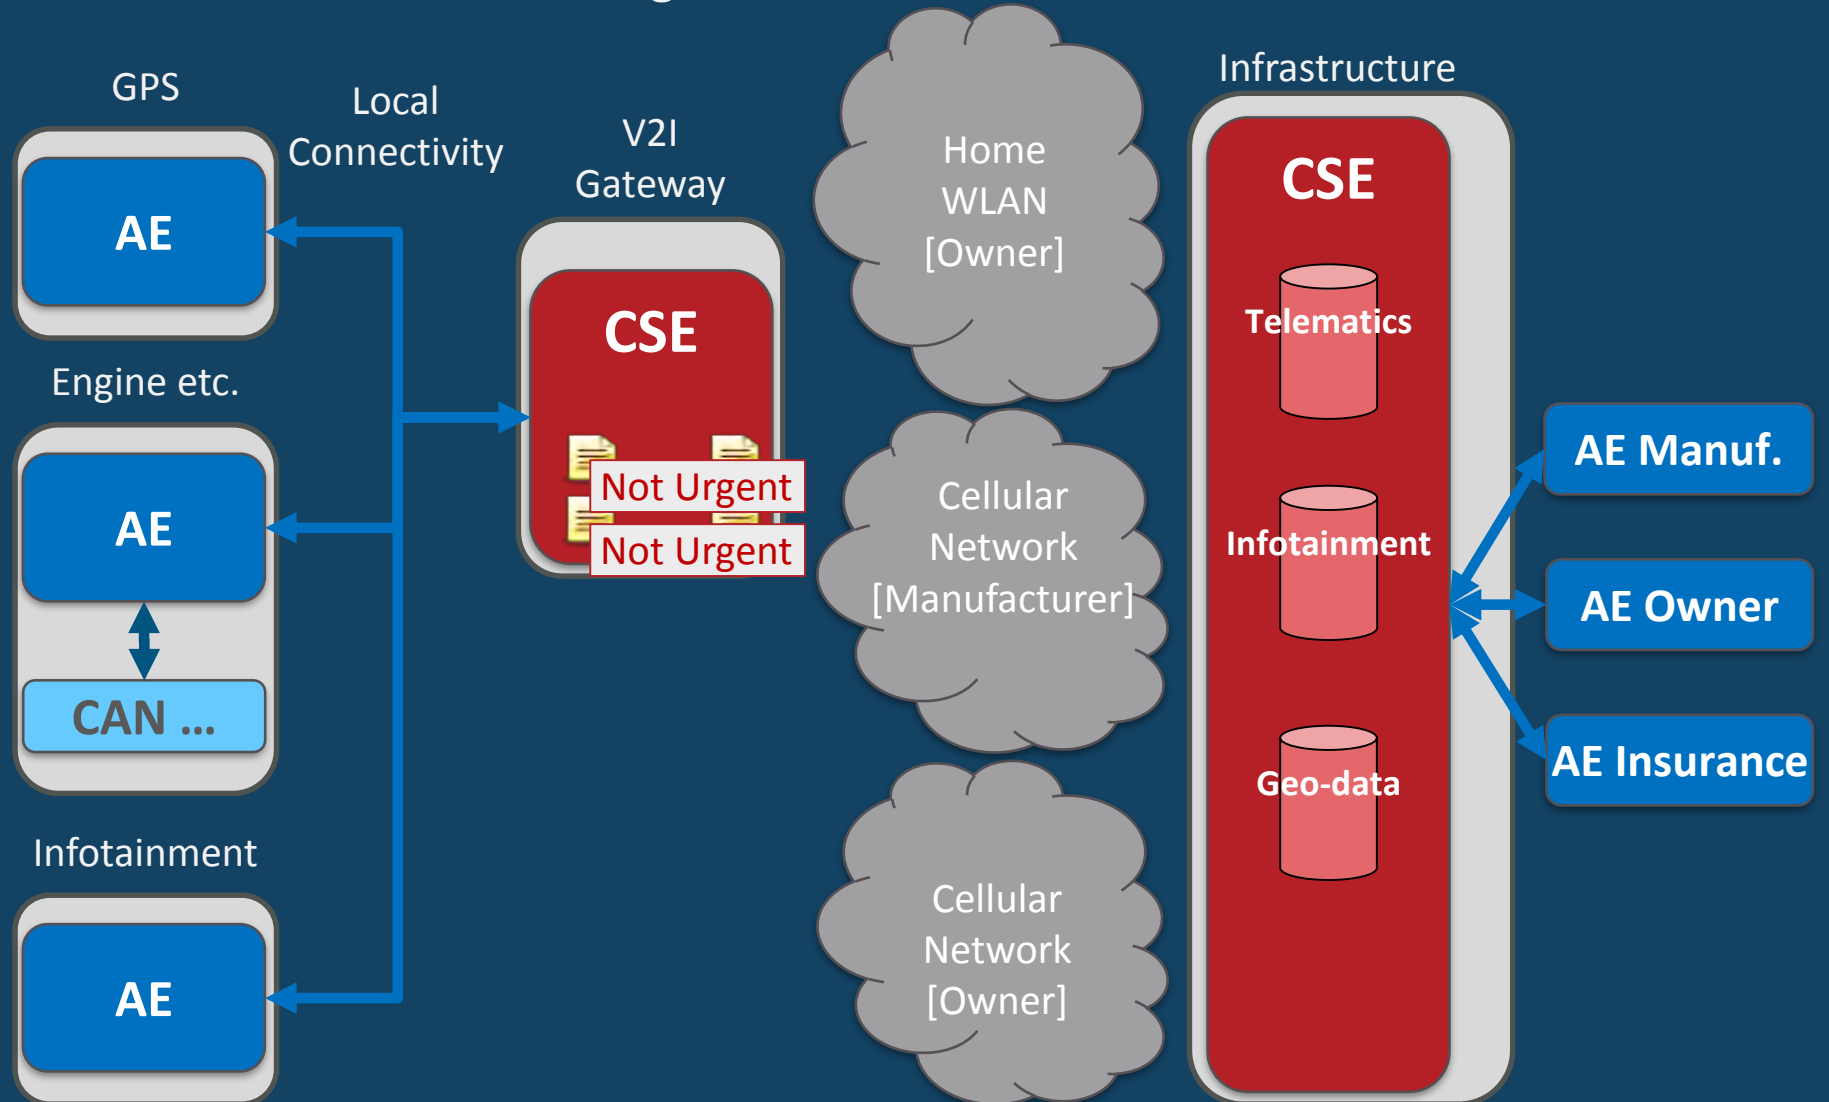 GPS
AE
Engine etc.
AE
CAN ...
Infotainment
AE
Local
Connectivity
V2I
Gateway
CSE
Not Urgent
Not Urgent
Home
WLAN
[Owner]
Cellular
Network
[Manufacturer]
Cellular
Network
[Owner]
Infrastructure
CSE
Telematics
Infotainment
Geo-data
AE Manuf.
AE Owner
AE Insurance